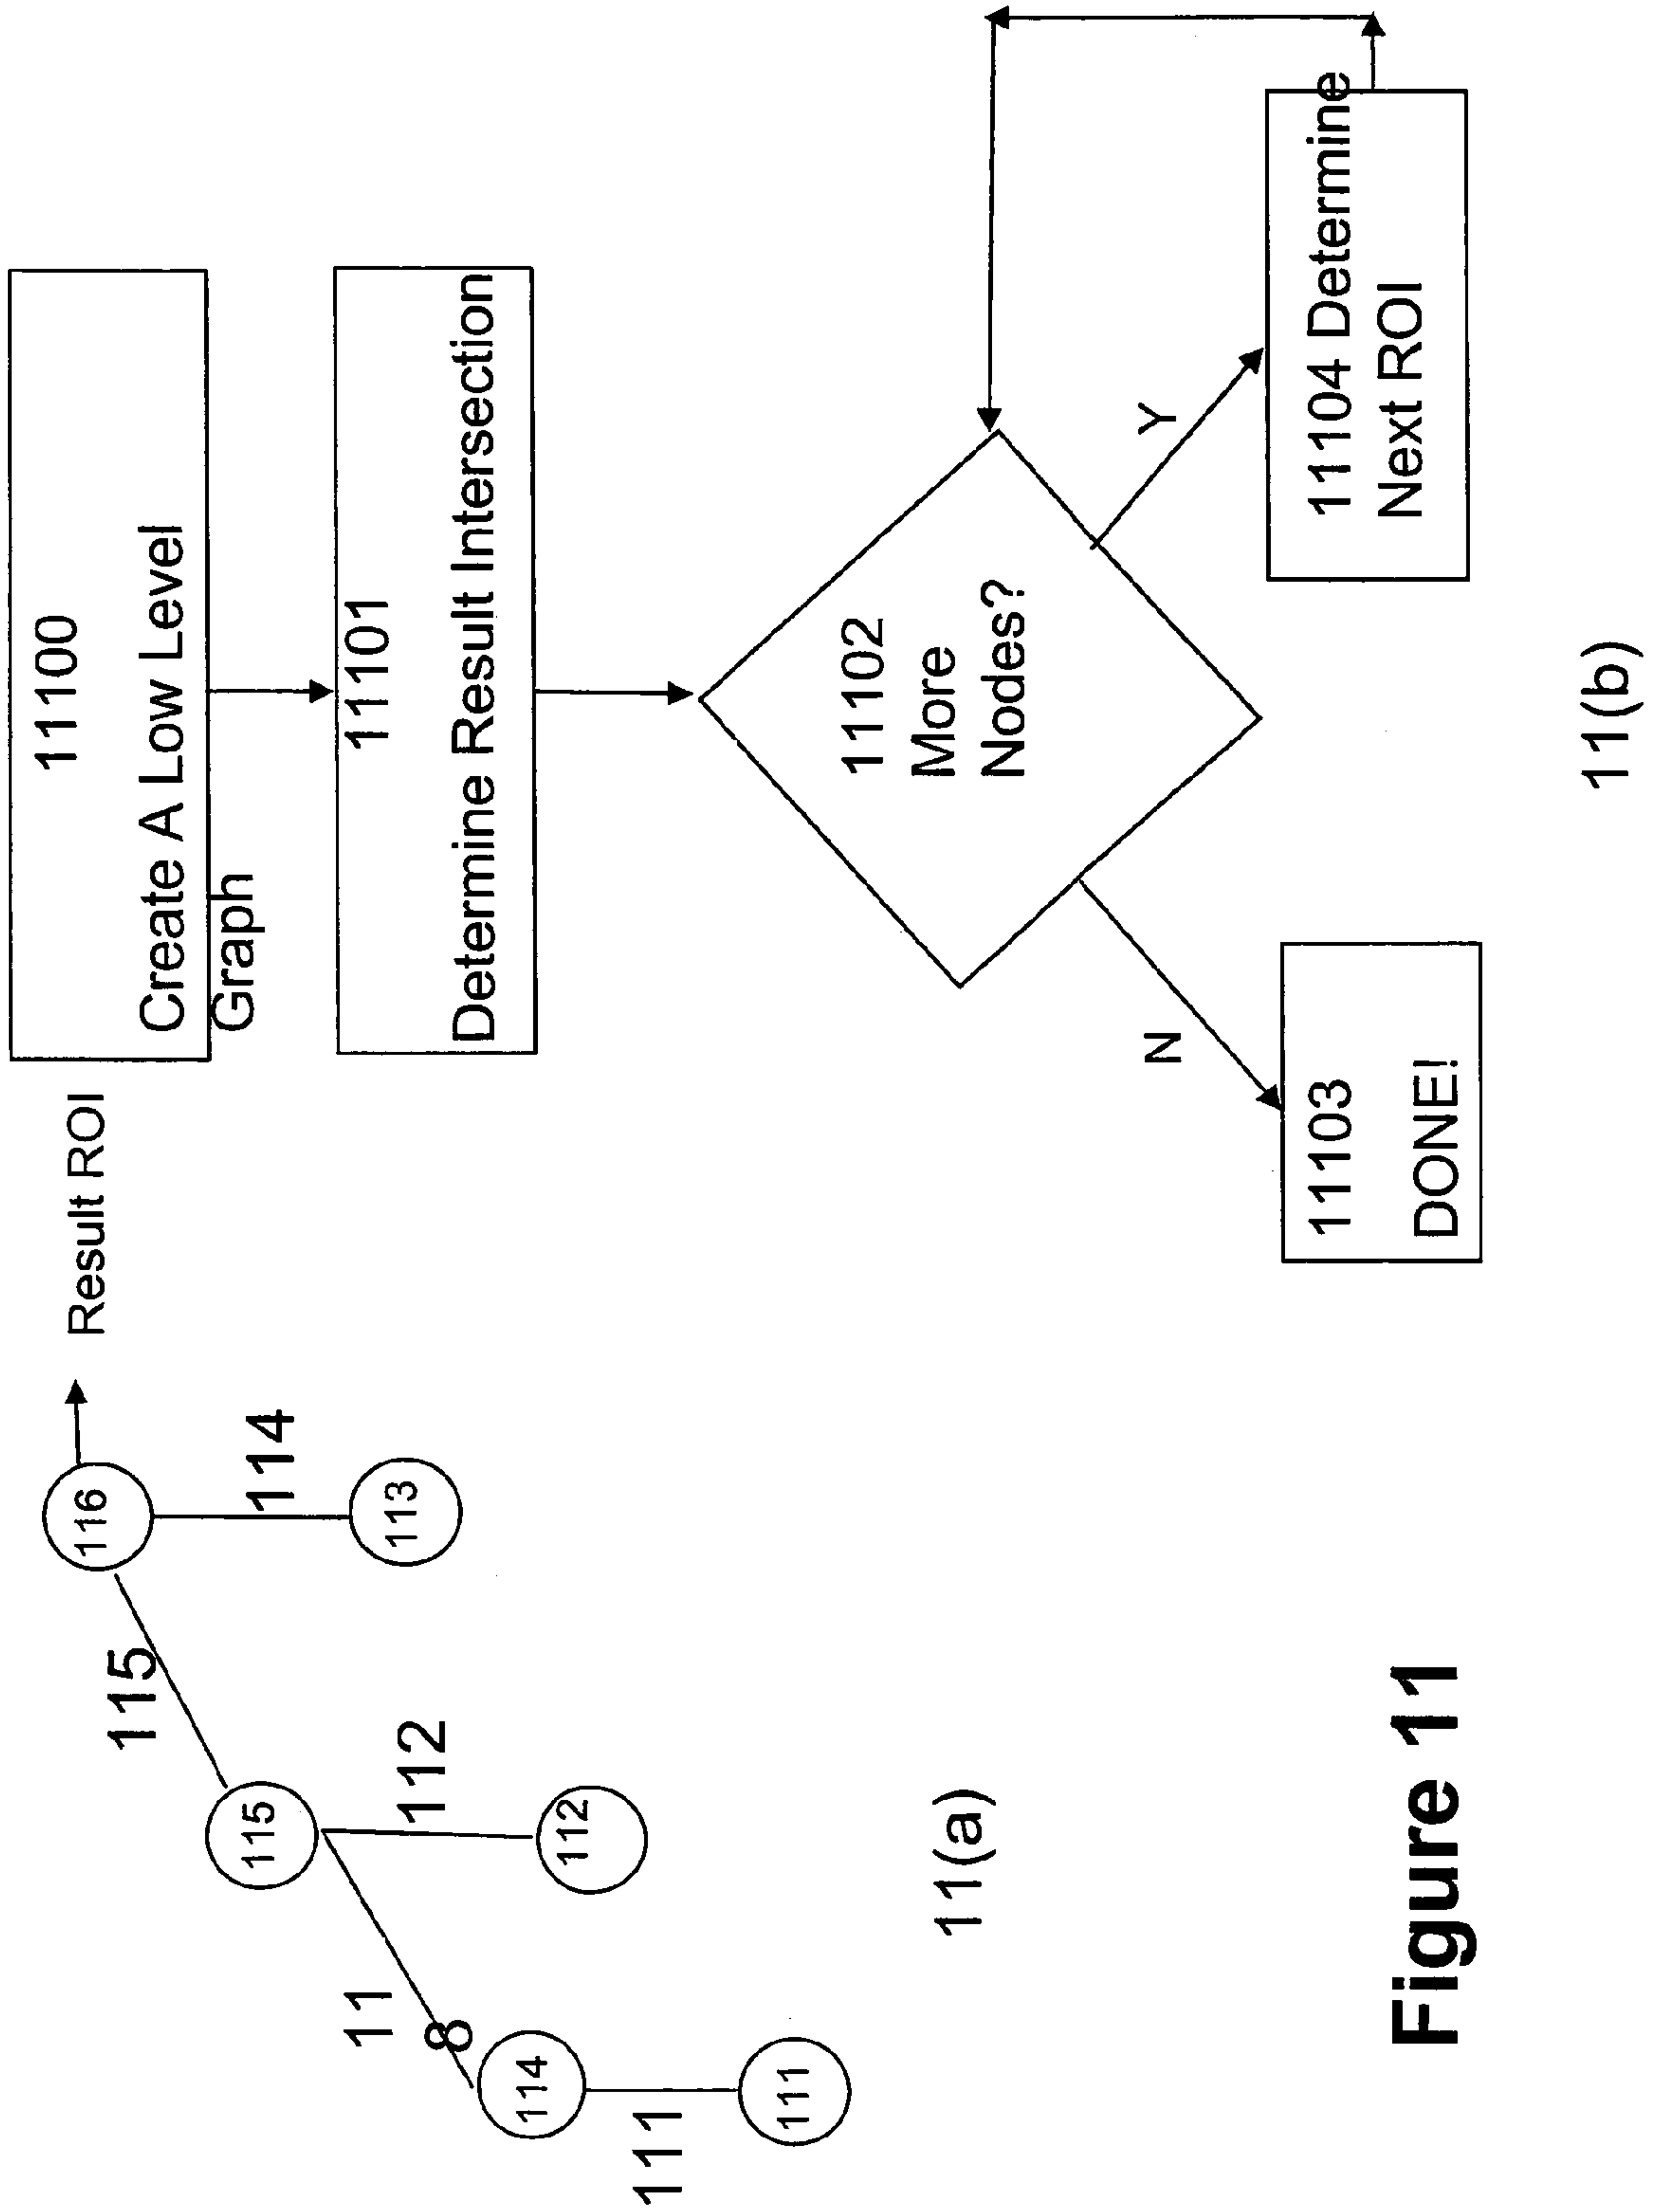 116
Result ROI
115
114
115
113
11
8
112
114
112
111
111
11(a)
11100
Create A Low Level
Graph
11101
Determine Result Intersection
11102
More
Nodes?
N
Y
11103
DONE!
11104 Determine
Next ROI
11(b)
Figure 11